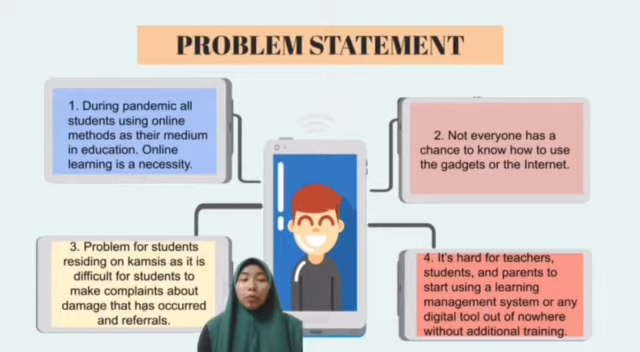 PROBLEM STATEMENT
1. During pandemic all
students using online
methods as their medium
in education. Online
learning is a necessity.
2. Not everyone has a
chance to know how to use
the gadgets or the Internet.
3. Problem for students
residing on kamsis as it is
difficult for students to
make complaints about
damage that has occurred
and referrals.
4. It's hard for teachers,
students, and parents to
start using a learning
management system or any
digital tool out of nowhere
without additional training.